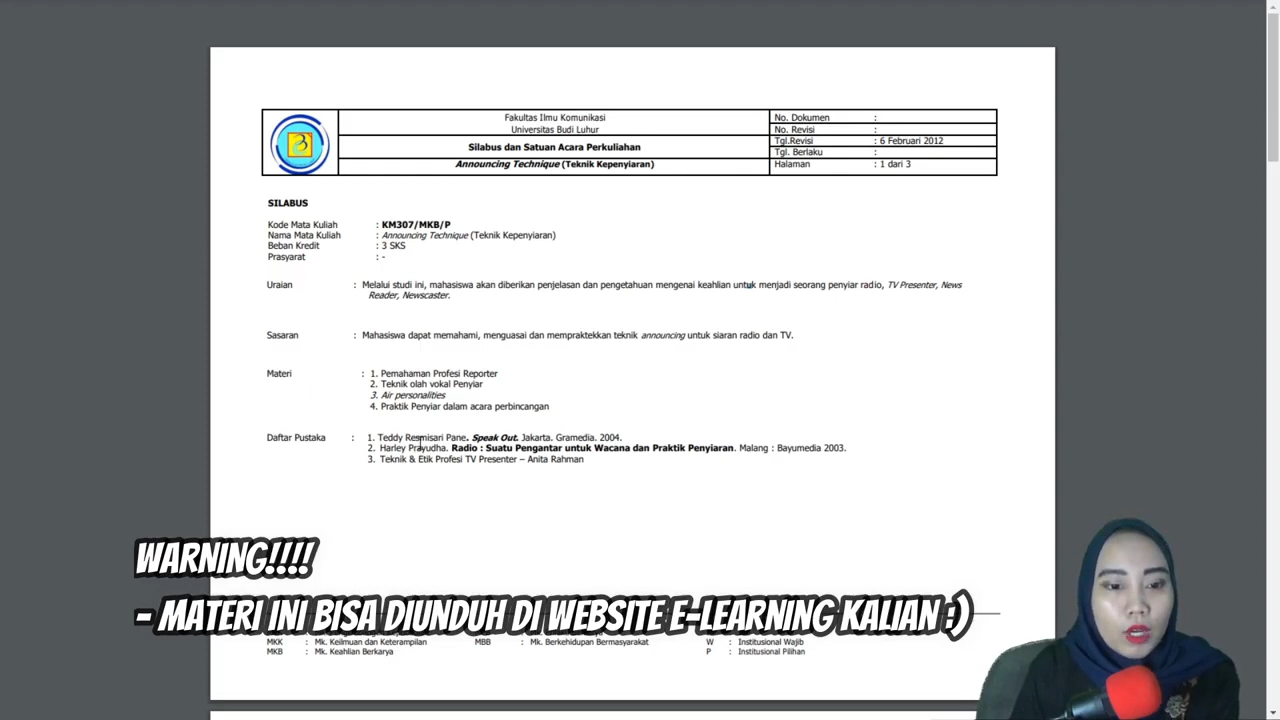 Fakultas Ilmu Komunikasi
Universitas Budi Luhur
Silabus dan Satuan Acara Perkuliahan
Announcing Technique (Teknik Kepenyiaran)
No. Dokumen :
No. Revisi :
Tgl.Revisi : 6 Februari 2012
Tgl. Berlaku :
Halaman : 1 dari 3
SILABUS
Kode Mata Kuliah : KM307/MKB/P
Nama Mata Kuliah : Announcing Technique (Teknik Kepenyiaran)
Beban Kredit : 3 SKS
Prasyarat : -
Uraian : Melalui studi ini, mahasiswa akan diberikan penjelasan dan pengetahuan mengenai keahlian untuk menjadi seorang penyiar radio, TV Presenter, News
Reader, Newscaster.
Sasaran : Mahasiswa dapat memahami, menguasai dan mempraktekkan teknik announcing untuk siaran radio dan TV.
Materi : 1. Pemahaman Profesi Reporter
2. Teknik olah vokal Penyiar
3. Air personalities
4. Praktik Penyiar dalam acara perbincangan
Daftar Pustaka : 1. Teddy Resmisari Pane. Speak Out. Jakarta. Gramedia. 2004.
2. Harley Prayudha. Radio : Suatu Pengantar untuk Wacana dan Praktik Penyiaran. Malang : Bayumedia 2003.
3. Teknik & Etik Profesi TV Presenter – Anita Rahman
WARNING!!!!
- MATERI INI BISA DIUNDUH DI WEBSITE E-LEARNING KALIAN :)
MKK : Mk. Keilmuan dan Keterampilan MBB : Mk. Berkehidupan Bermasyarakat W : Institusional Wajib
MKB : Mk. Keahlian Berkarya P : Institusional Pilihan